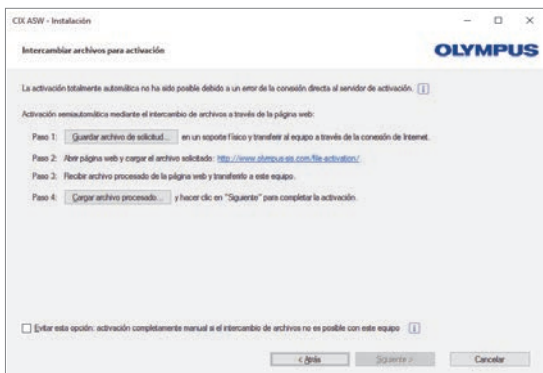 CIX ASW - Instalación
Intercambiar archivos para activación
OLYMPUS
La activación totalmente automática no ha sido posible debido a un error de la conexión directa al servidor de activación.
Activación semiautomática mediante el intercambio de archivos a través de la página web:
Paso 1: Guardar archivo de solicitud... en un soporte físico y transferir al equipo a través de la conexión de Internet.
Paso 2: Abrir página web y cargar el archivo solicitado: http://www.olympus-sis.com/file-activation/
Paso 3: Recibir archivo procesado de la página web y transferirlo a este equipo.
Paso 4: Cargar archivo procesado... y hacer clic en "Siguiente" para completar la activación.
Evitar esta opción: activación completamente manual si el intercambio de archivos no es posible con este equipo
< Atrás Siguiente > Cancelar